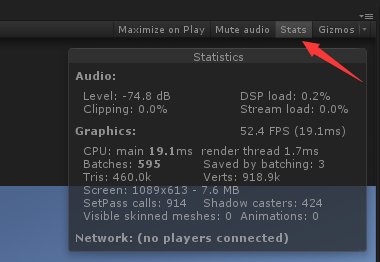 Maximize on Play Mute audio Stats Gizmos
Statistics
Audio:
Level: -74.8 dB DSP load: 0.2%
Clipping: 0.0% Stream load: 0.0%
Graphics: 52.4 FPS (19.1ms)
CPU: main 19.1ms render thread 1.7ms
Batches: 595 Saved by batching: 3
Tris: 460.0k Verts: 918.9k
Screen: 1089x613 - 7.6 MB
SetPass calls: 914 Shadow casters: 424
Visible skinned meshes: 0 Animations: 0
Network: (no players connected)